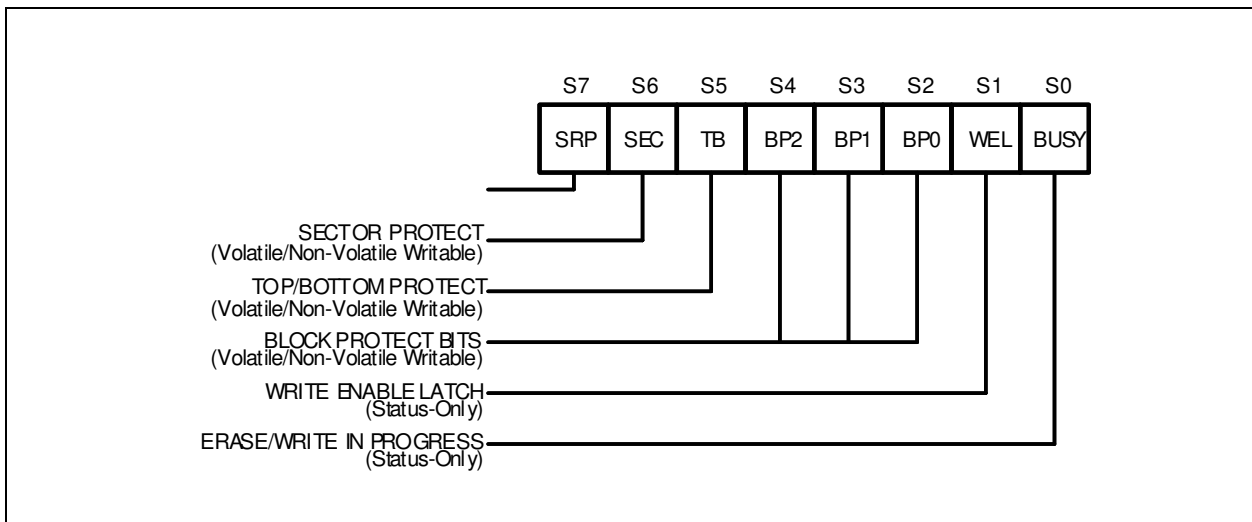 S7 S6 S5 S4 S3 S2 S1 S0
SRP SEC TB BP2 BP1 BP0 WEL BUSY
SECTOR PROTECT
(Volatile/Non-Volatile Writable)
TOP/BOTTOM PROTECT
(Volatile/Non-Volatile Writable)
BLOCK PROTECT BITS
(Volatile/Non-Volatile Writable)
WRITE ENABLE LATCH
(Status-Only)
ERASE/WRITE IN PROGRESS
(Status-Only)